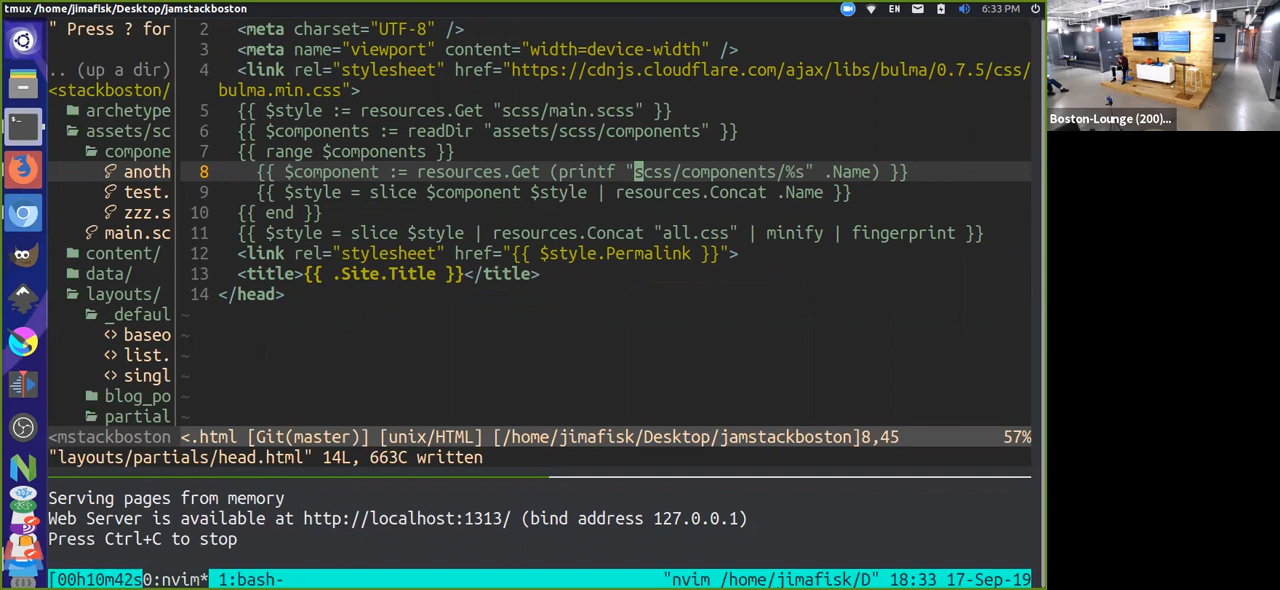 tmux /home/jimafisk/Desktop/jamstackboston
EN 6:33 PM
" Press ? for
.. (up a dir)
<stackboston/
archetype
assets/sc
compone
anoth
test.
zzz.s
main.sc
content/
data/
layouts/
_defaul
<> baseo
<> list.
<> singl
blog_po
partial
<mstackboston
2 <meta charset="UTF-8" />
3 <meta name="viewport" content="width=device-width" />
4 <link rel="stylesheet" href="https://cdnjs.cloudflare.com/ajax/libs/bulma/0.7.5/css/
bulma.min.css">
5 {{ $style := resources.Get "scss/main.scss" }}
6 {{ $components := readDir "assets/scss/components" }}
7 {{ range $components }}
8 {{ $component := resources.Get (printf "scss/components/%s" .Name) }}
9 {{ $style = slice $component $style | resources.Concat .Name }}
10 {{ end }}
11 {{ $style = slice $style | resources.Concat "all.css" | minify | fingerprint }}
12 <link rel="stylesheet" href="{{ $style.Permalink }}">
13 <title>{{ .Site.Title }}</title>
14 </head>
~
~
~
~
~
~
<.html [Git(master)] [unix/HTML] [/home/jimafisk/Desktop/jamstackboston]8,45 57%
"layouts/partials/head.html" 14L, 663C written
Serving pages from memory
Web Server is available at http://localhost:1313/ (bind address 127.0.0.1)
Press Ctrl+C to stop
[00h10m42s0:nvim* 1:bash- "nvim /home/jimafisk/D" 18:33 17-Sep-19
Boston-Lounge (200)...